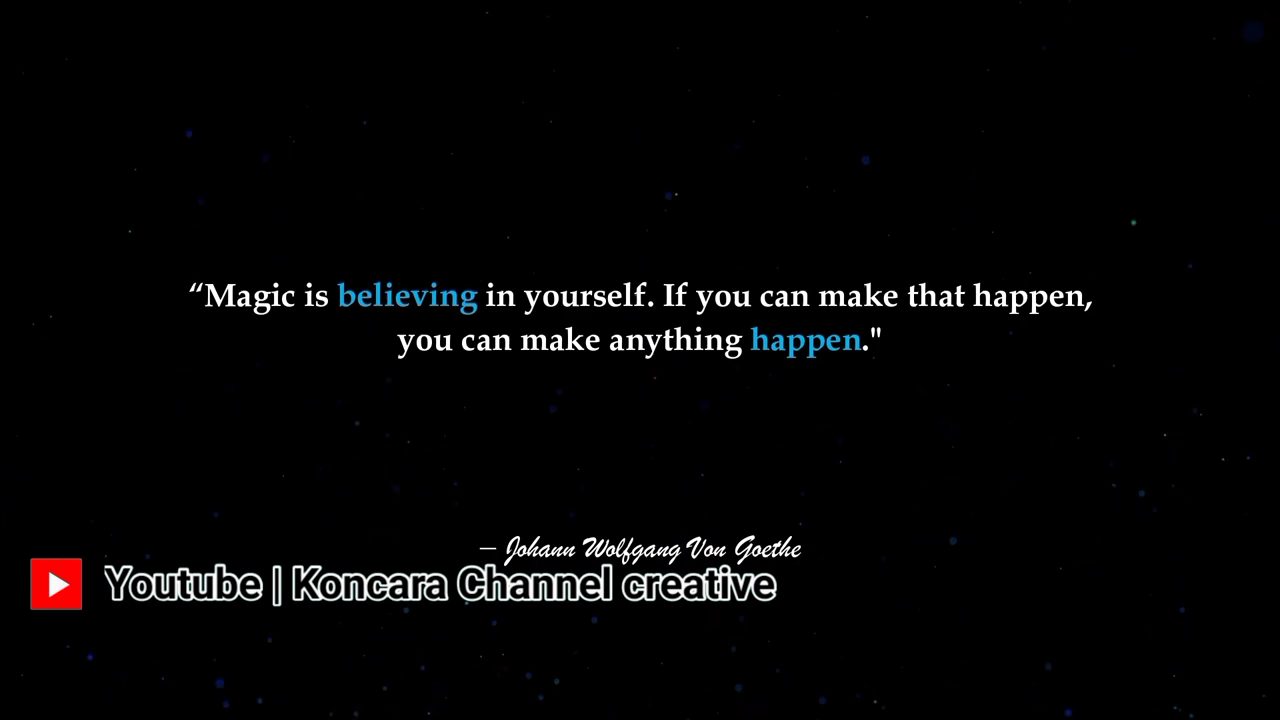 “Magic is believing in yourself. If you can make that happen,
you can make anything happen."
– Johann Wolfgang Von Goethe
Youtube | Koncara Channel creative